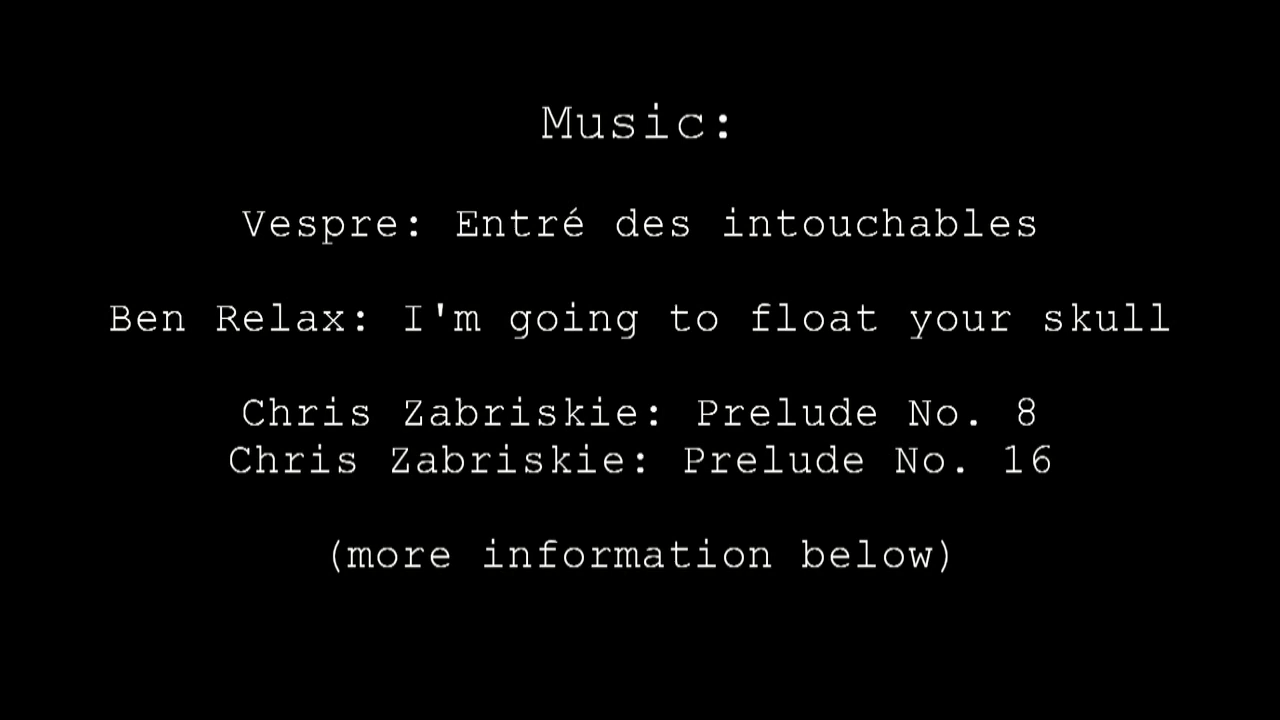 Music:
Vespre: Entré des intouchables
Ben Relax: I'm going to float your skull
Chris Zabriskie: Prelude No. 8
Chris Zabriskie: Prelude No. 16
(more information below)